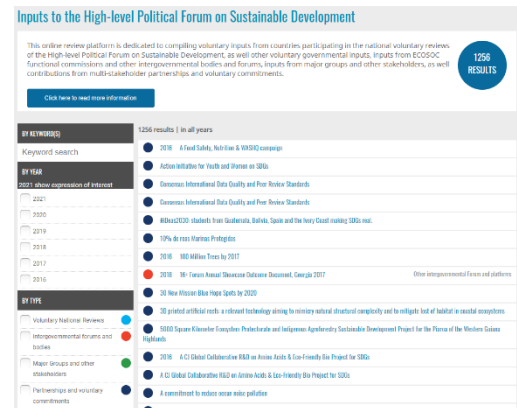 Inputs to the High-level Political Forum on Sustainable Development
This online review platform is dedicated to compiling voluntary inputs from countries participating in the national voluntary reviews
of the High-level Political Forum on Sustainable Development, as well other voluntary governmental inputs, inputs from ECOSOC
functional commissions and other intergovernmental bodies and forums, inputs from major groups and other stakeholders, as well
contributions from multi-stakeholder partnerships and voluntary commitments.
1256
RESULTS
Click here to read more information
BY KEYWORD(S)
Keyword search
BY YEAR
2021 show expression of interest
2021
2020
2019
2018
2017
2016
BY TYPE
Voluntary National Reviews
Intergovernmental forums and
bodies
Major Groups and other
stakeholders
Partnerships and voluntary
commitments
1256 results | in all years
2018 A Food Safety, Nutrition & WASH campaign
Action Initiative for Youth and Women on SDGs
Consensus International Data Quality and Peer Review Standards
Consensus International Data Quality and Peer Review Standards
students from Guatemala, Bolivia, Spain and the Ivory Coast making SDGs real.
10% de
2018 100 Million Trees by 2017
2018 Forum Annual Showcase Outcome Document, Georgia 2017
Other intergovernmental forums and platforms
30 New Mission Blue Hope Spots by 2020
3D printed artificial reefs: a relevant technology aiming to mimicry natural structural complexity and to mitigate loss of habitat in coastal ecosystems
5000 Square Kilometer Ecosystem Protectorate and Indigenous Agroforestry Sustainable Development Project for the of the Western Guiana
Highlands
2018 A CJ Global Collaborative R&D on Amino Acids & Eco-Friendly Bio Project for SDGs
A CJ Global Collaborative R&D on Amino Acids & Eco-Friendly Bio Project for SDGs
A commitment to reduce ocean noise pollution